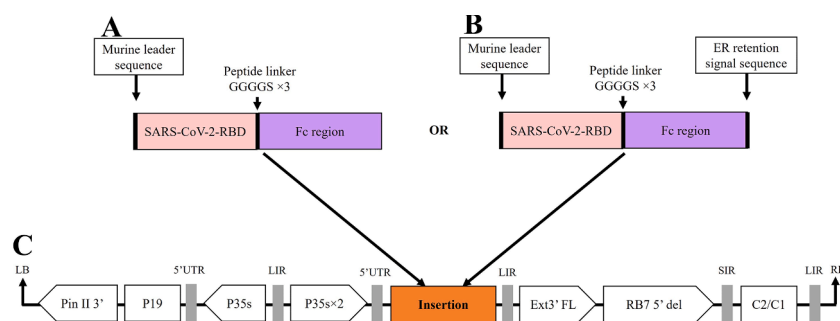 A
Murine leader
sequence
Peptide linker
GGGGS ×3
SARS-CoV-2-RBD
Fc region
OR
B
Murine leader
sequence
Peptide linker
GGGGS ×3
ER retention
signal sequence
SARS-CoV-2-RBD
Fc region
C
LB
5’UTR
LIR
5’UTR
LIR
SIR
LIR
Pin II 3’
P19
P35s
P35s×2
Insertion
Ext3’ FL
RB7 5’ del
C2/C1